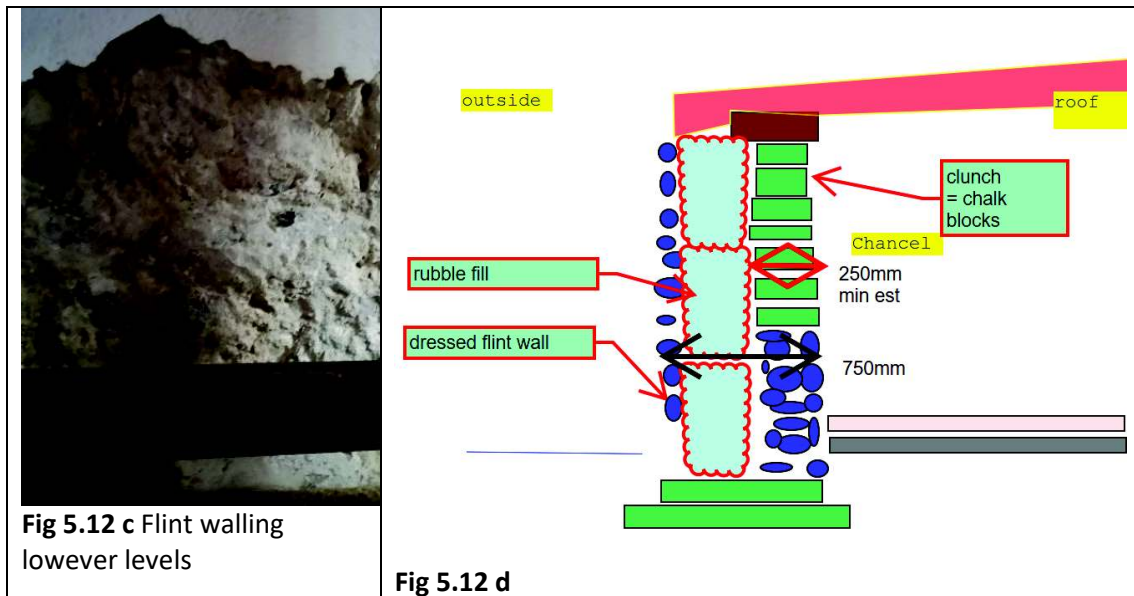 Fig 5.12 c Flint walling
lowever levels
outside
roof
clunch
= chalk
blocks
Chancel
rubble fill
250mm
min est
dressed flint wall
750mm
Fig 5.12 d